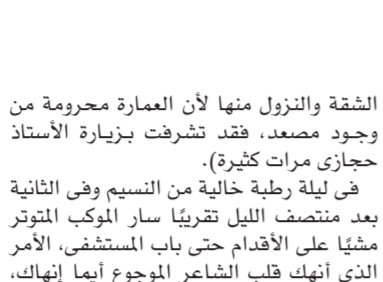 الشقة والنزول منها لأن العمارة محرومة من
وجود مصعد، فقد تشرفت بزيارة الأستاذ
حجازى مرات كثيرة).
فى ليلة رطبة خالية من النسيم وفى الثانية
بعد منتصف الليل تقريبًا سار الموكب المتوتر
مشيًا على الأقدام حتى باب المستشفى، الأمر
الذى أنهك قلب الشاعر الموجوع أيما إنهاك،